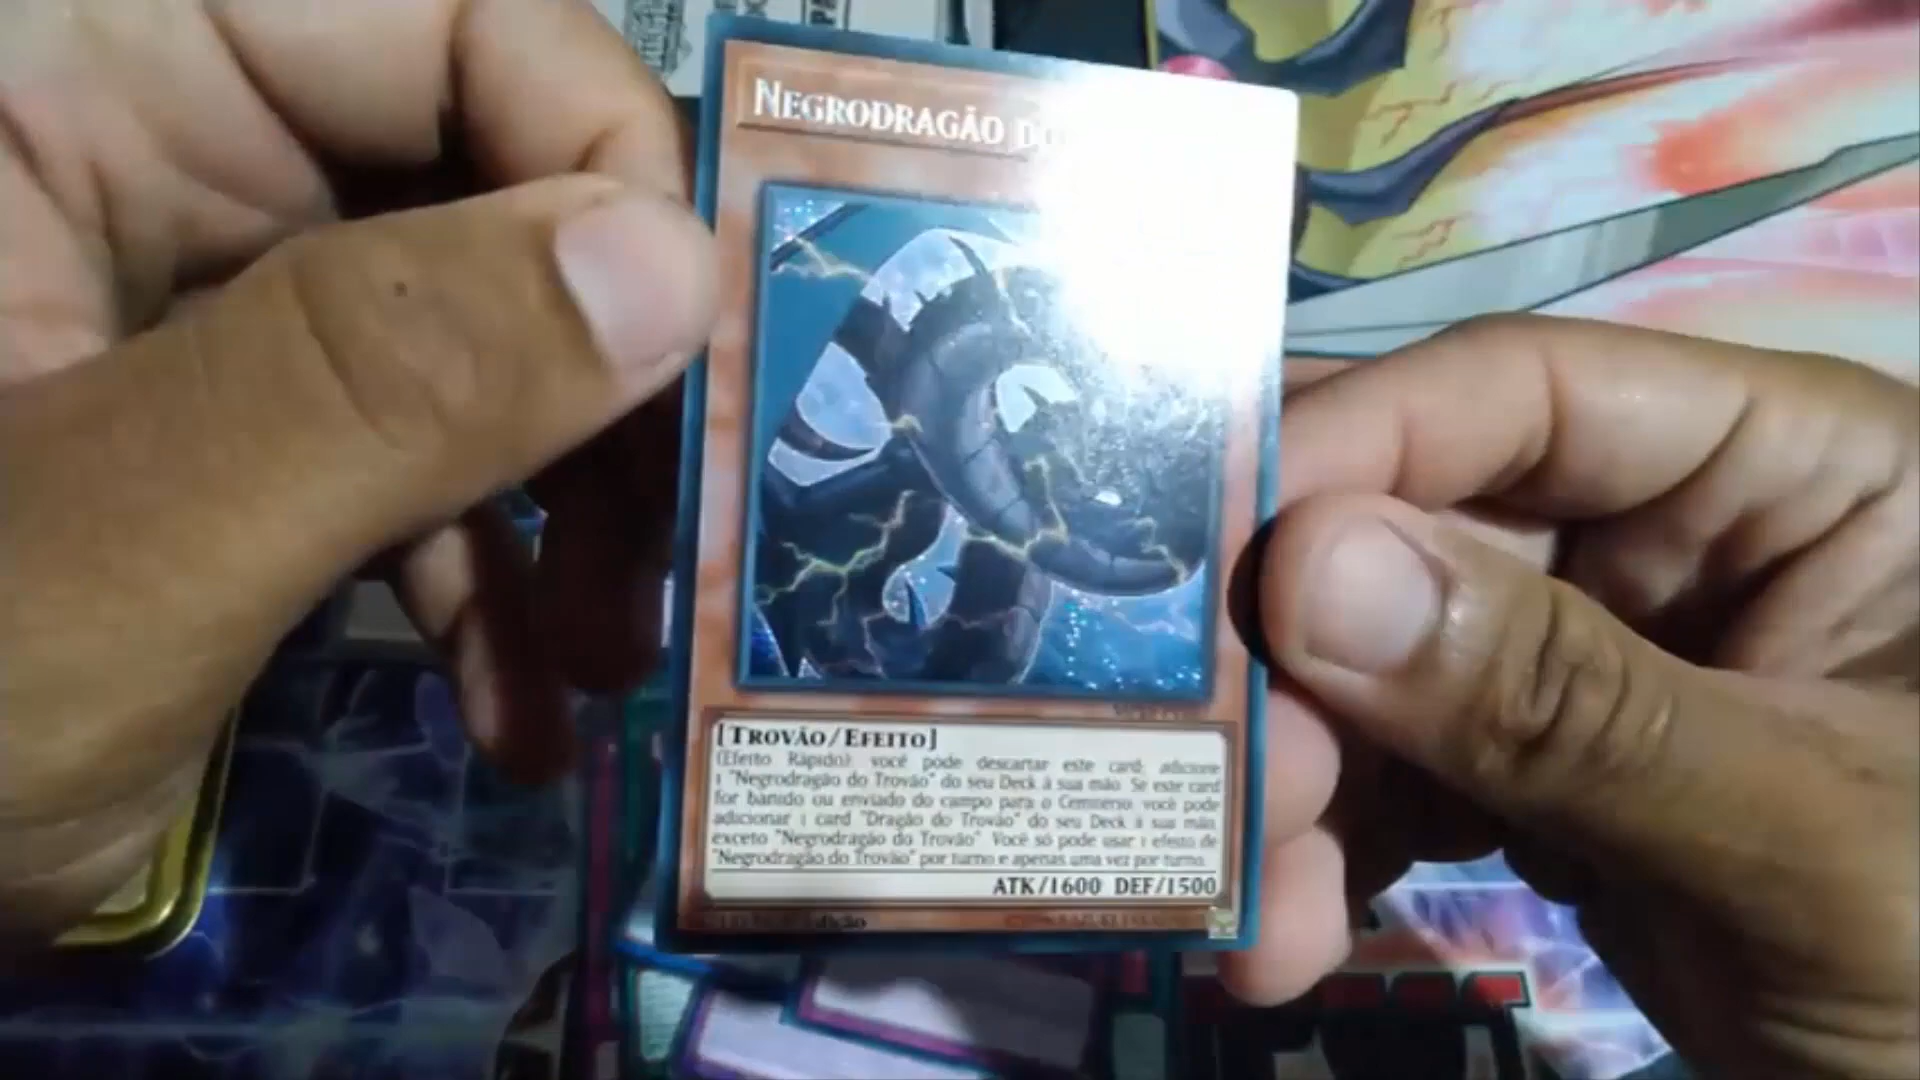 NEGRODRAGÃO
[TROVÃO/EFEITO]
(Efeito Rápido): você pode descartar este card; adicione
1 "Negrodragão do Trovão" do seu Deck à sua mão. Se este card
for banido ou enviado do campo para o Cemitério: você pode
adicionar 1 card "Dragão do Trovão" do seu Deck à sua mão,
exceto "Negrodragão do Trovão". Você só pode usar 1 efeito de
"Negrodragão do Trovão" por turno e apenas uma vez por turno.
ATK/1600 DEF/1500
Edição